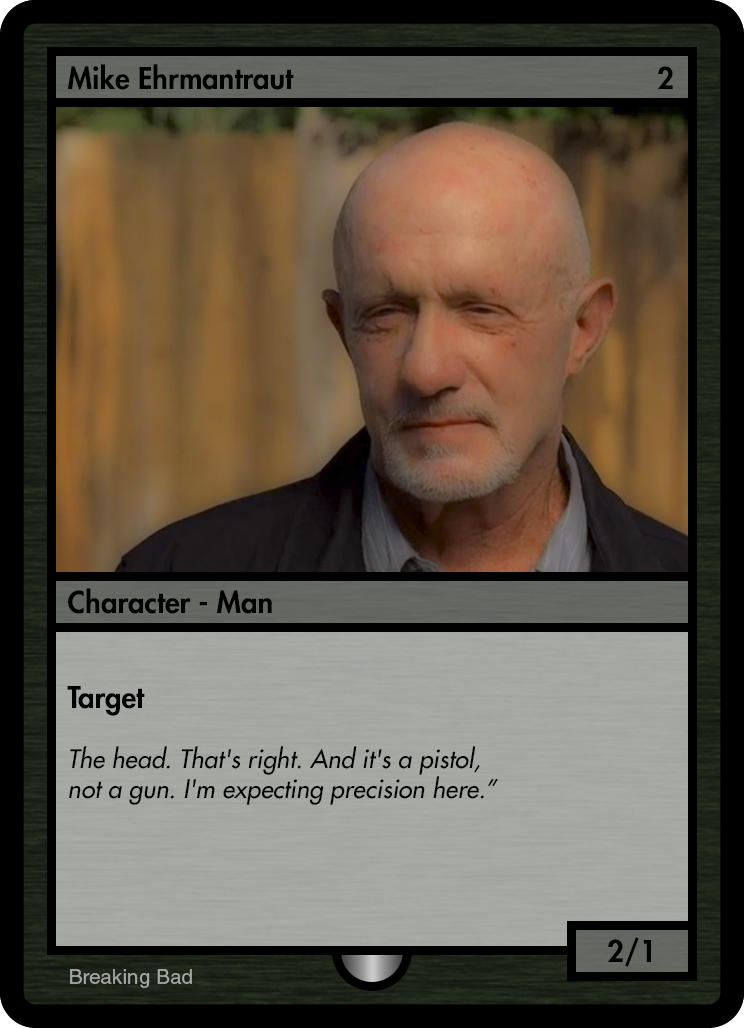 Mike Ehrmantraut 2
Character - Man
Target
The head. That's right. And it's a pistol,
not a gun. I'm expecting precision here.”
2/1
Breaking Bad